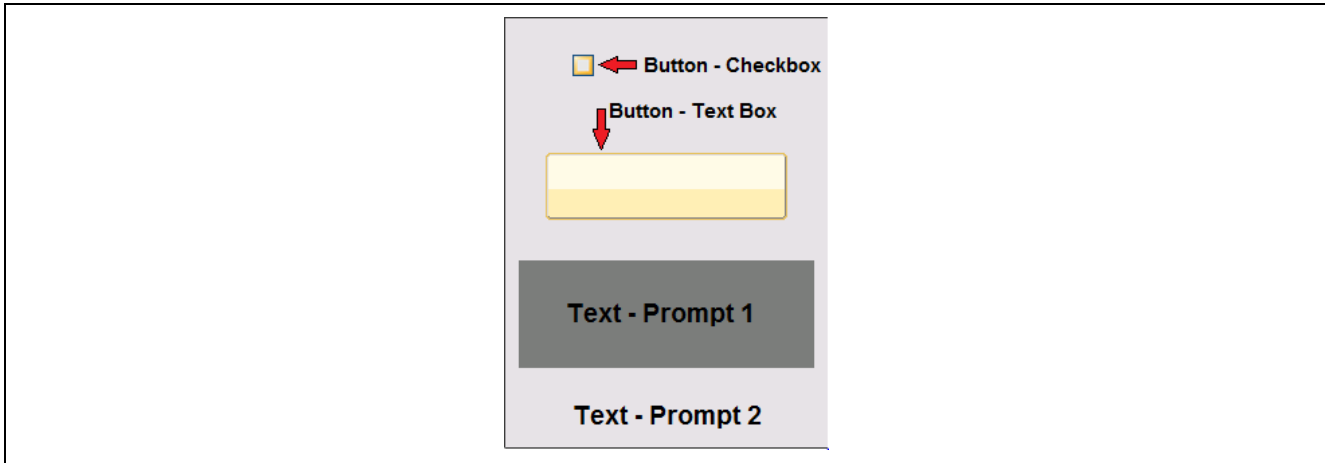 Button - Checkbox
Button - Text Box
Text - Prompt 1
Text - Prompt 2